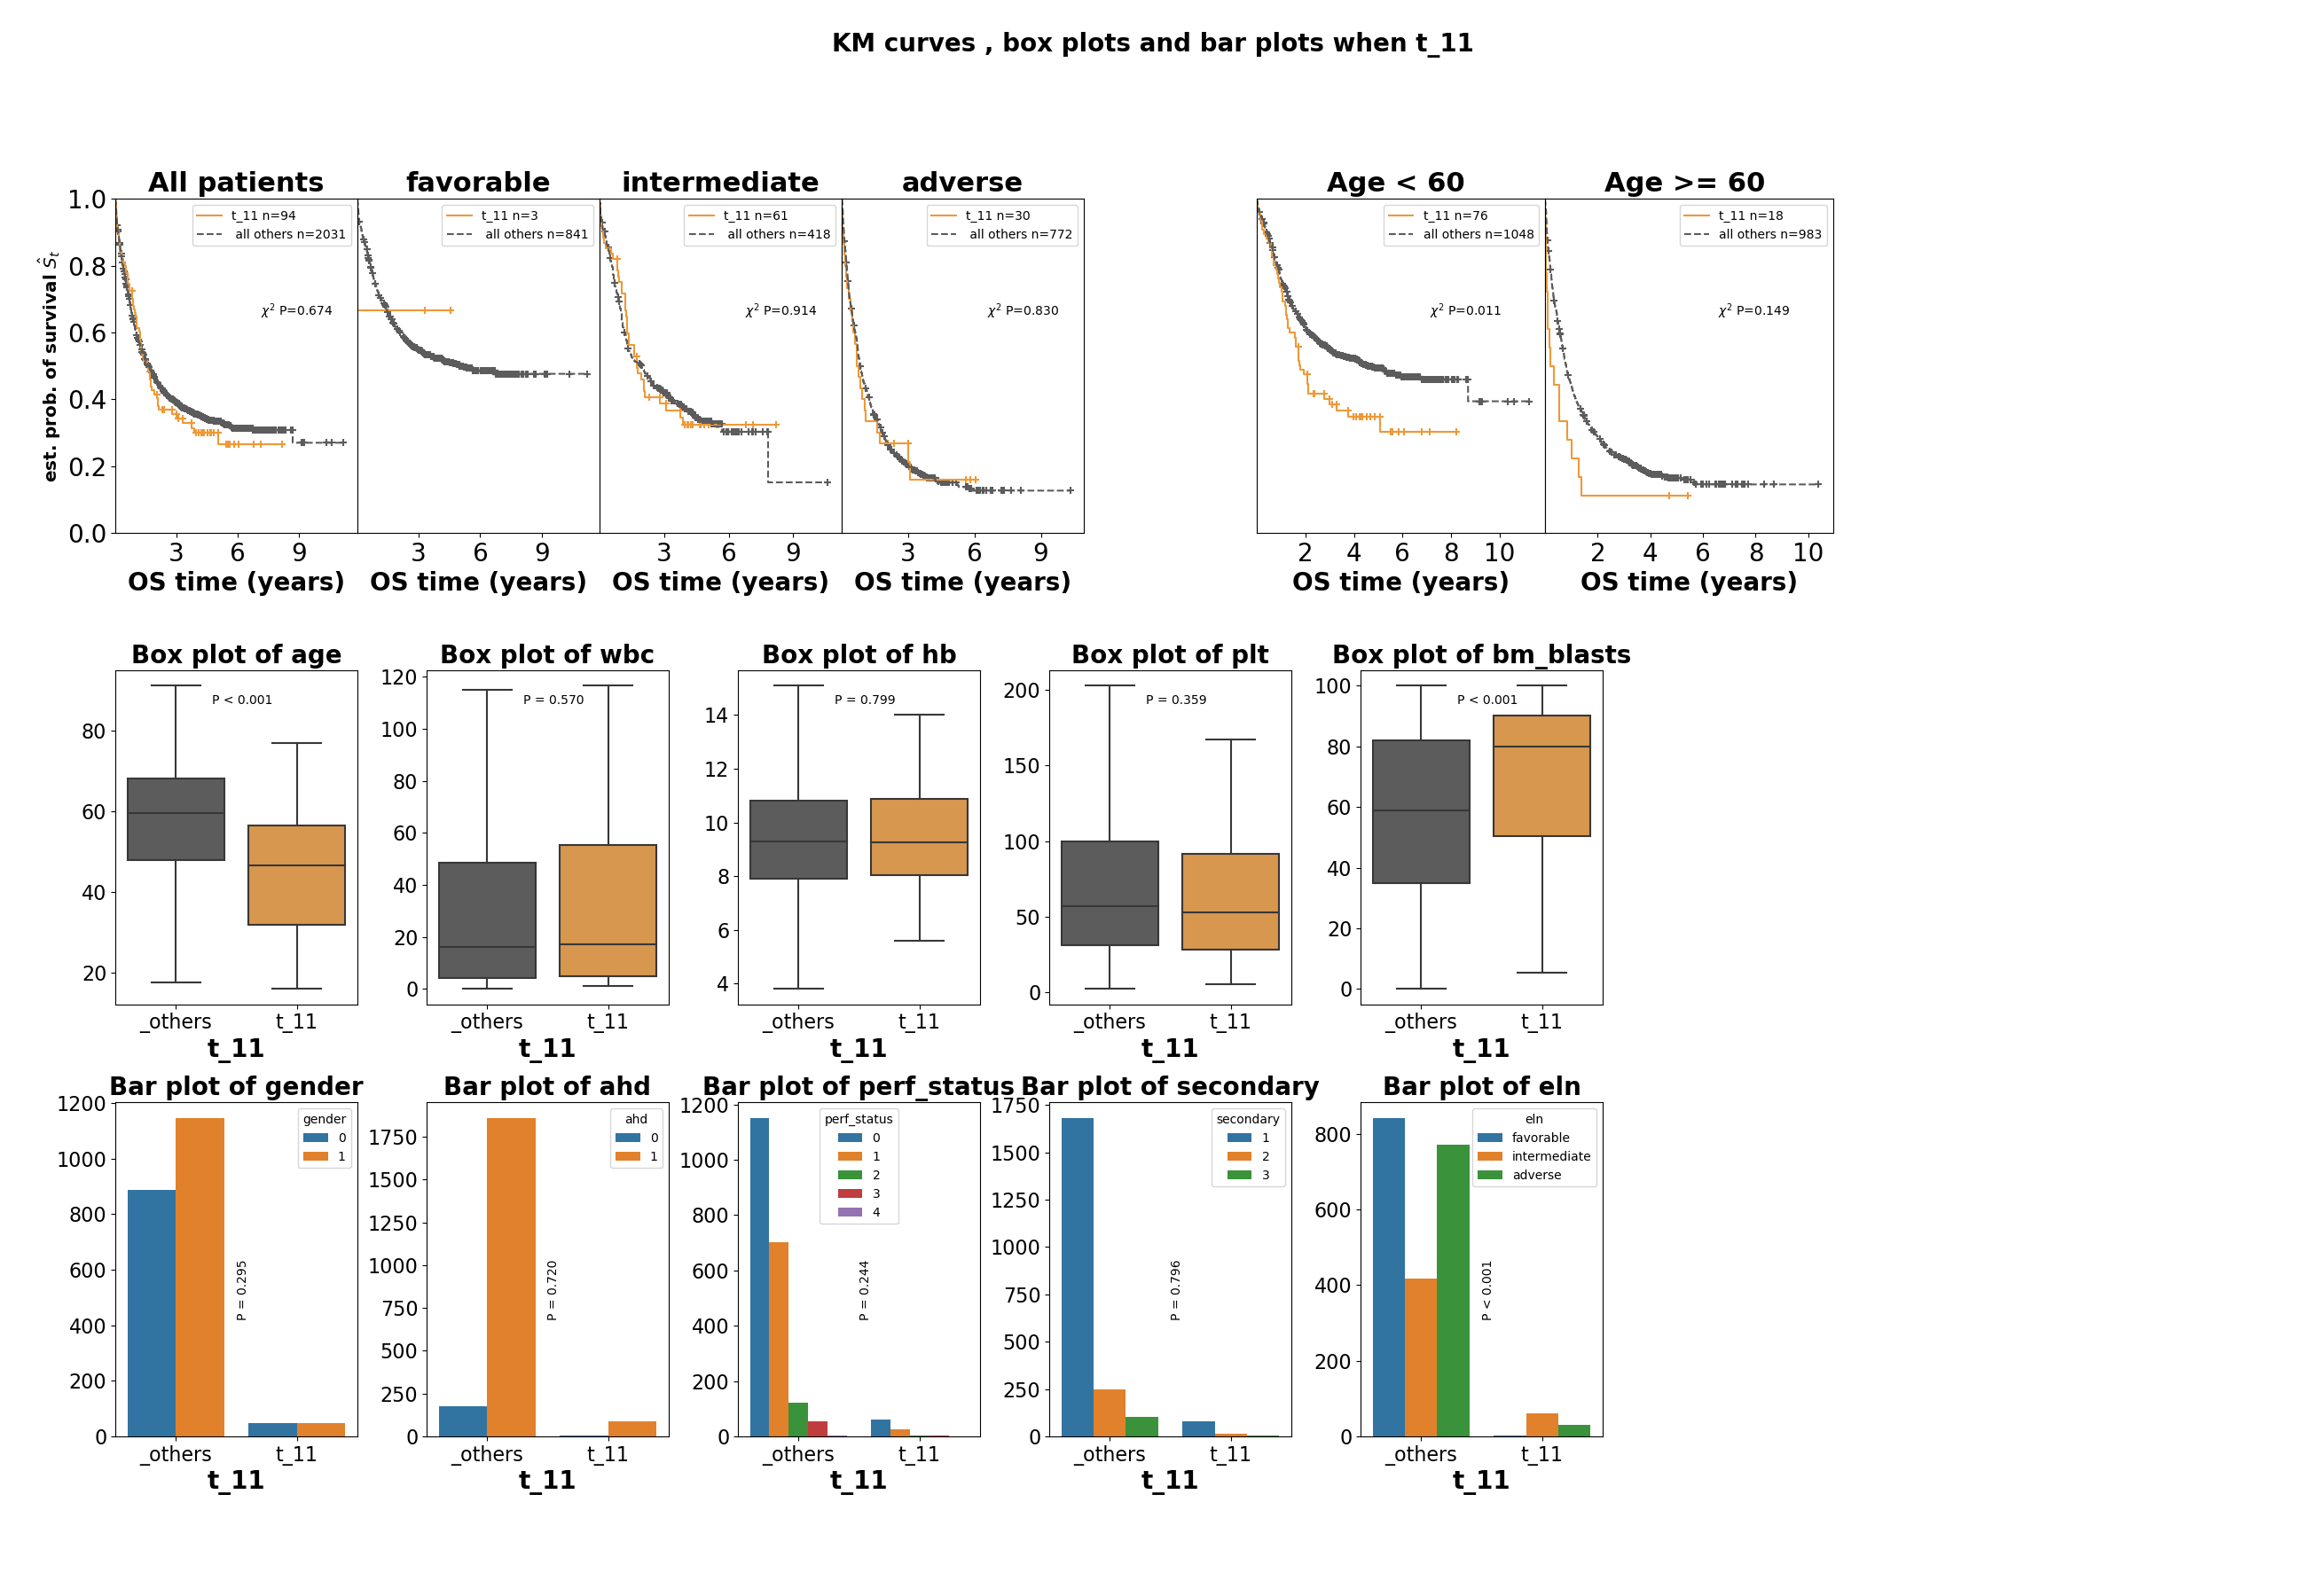 KM curves , box plots and bar plots when t_11
All patients
favorable
intermediate
adverse
Age < 60
Age >= 60
est. prob. of survival Ŝt
1.0
0.8
0.6
0.4
0.2
0.0
t_11 n=94
all others n=2031
χ² P=0.674
3 6 9
OS time (years)
t_11 n=3
all others n=841
3 6 9
OS time (years)
t_11 n=61
all others n=418
χ² P=0.914
3 6 9
OS time (years)
t_11 n=30
all others n=772
χ² P=0.830
3 6 9
OS time (years)
t_11 n=76
all others n=1048
χ² P=0.011
2 4 6 8 10
OS time (years)
t_11 n=18
all others n=983
χ² P=0.149
2 4 6 8 10
OS time (years)
Box plot of age
80
60
40
20
P < 0.001
_others t_11
t_11
Box plot of wbc
120
100
80
60
40
20
0
P = 0.570
_others t_11
t_11
Box plot of hb
14
12
10
8
6
4
P = 0.799
_others t_11
t_11
Box plot of plt
200
150
100
50
0
P = 0.359
_others t_11
t_11
Box plot of bm_blasts
100
80
60
40
20
0
P < 0.001
_others t_11
t_11
Bar plot of gender
1200
1000
800
600
400
200
0
gender
0
1
P = 0.295
_others t_11
t_11
Bar plot of ahd
1750
1500
1250
1000
750
500
250
0
ahd
0
1
P = 0.720
_others t_11
t_11
Bar plot of perf_status
1200
1000
800
600
400
200
0
perf_status
0
1
2
3
4
P = 0.244
_others t_11
t_11
Bar plot of secondary
1750
1500
1250
1000
750
500
250
0
secondary
1
2
3
P = 0.796
_others t_11
t_11
Bar plot of eln
800
600
400
200
0
eln
favorable
intermediate
adverse
P < 0.001
_others t_11
t_11